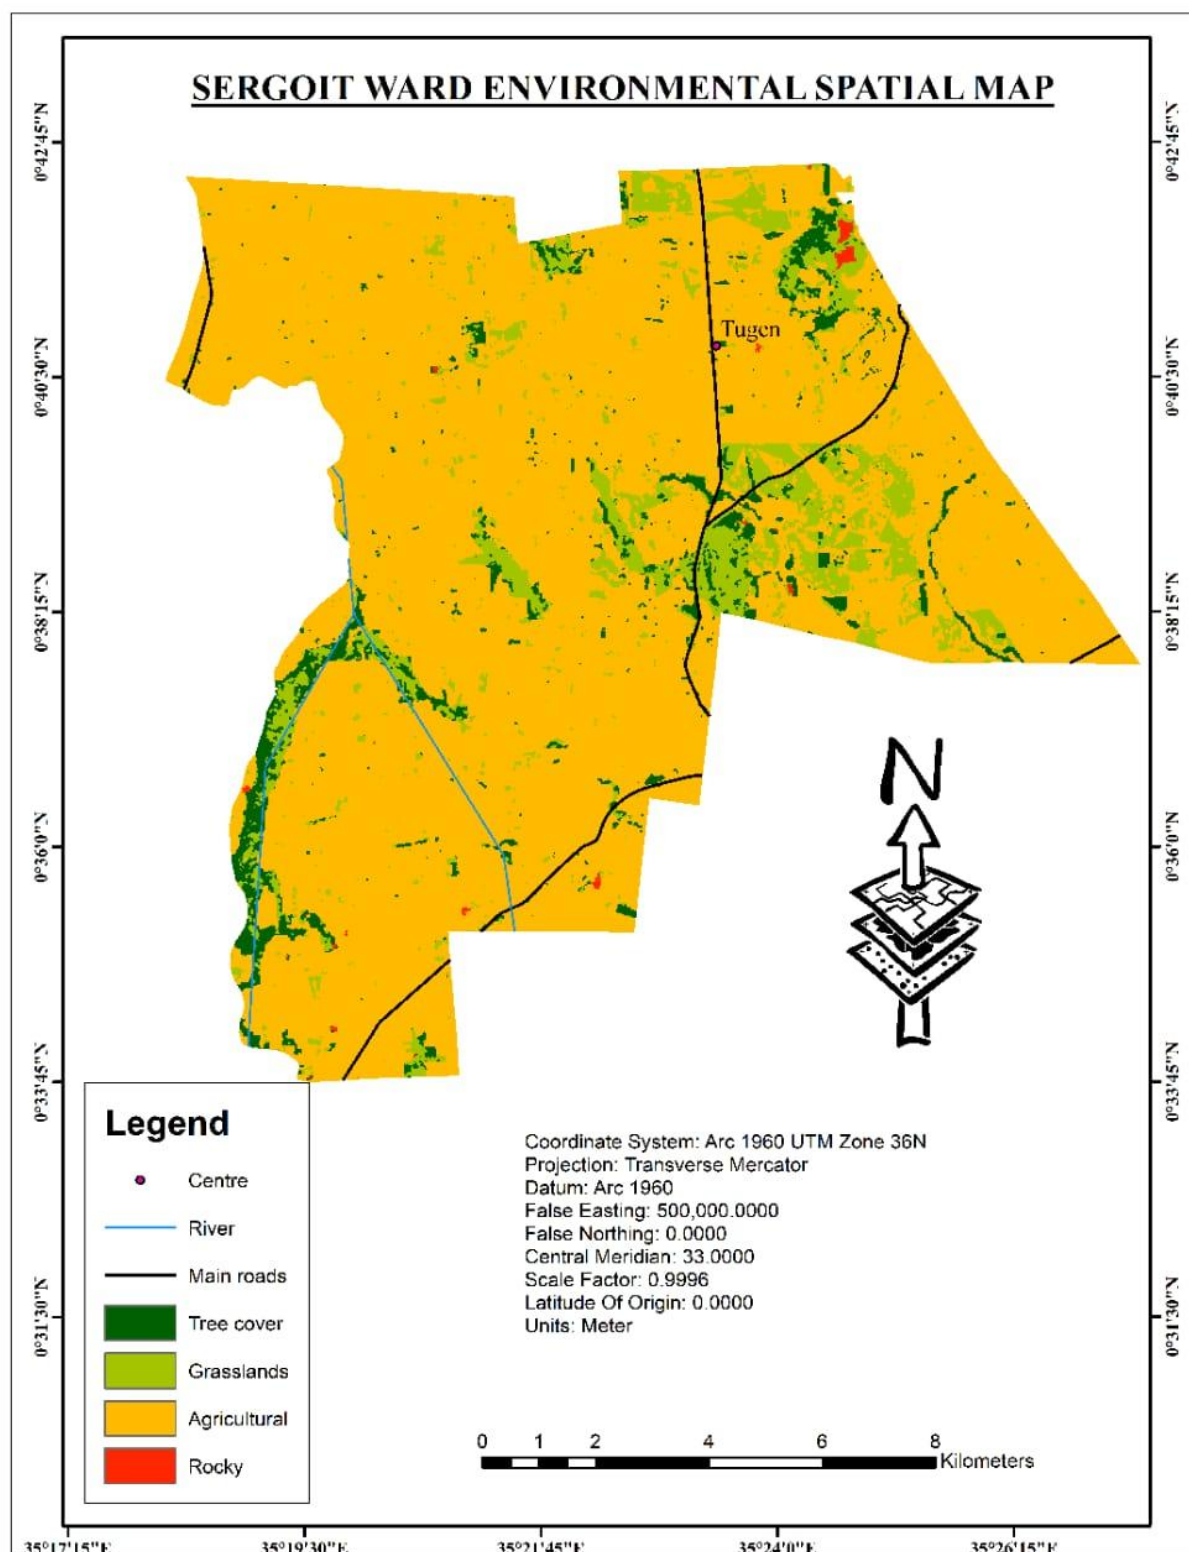 SERGOIT WARD ENVIRONMENTAL SPATIAL MAP
0°42'45"N
0°42'45"N
Tugen
0°40'30"N
0°40'30"N
0°38'15"N
0°38'15"N
N
0°36'0"N
0°36'0"N
0°33'45"N
0°33'45"N
Legend
Centre
River
Main roads
Tree cover
Grasslands
Agricultural
Rocky
Coordinate System: Arc 1960 UTM Zone 36N
Projection: Transverse Mercator
Datum: Arc 1960
False Easting: 500,000.0000
False Northing: 0.0000
Central Meridian: 33.0000
Scale Factor: 0.9996
Latitude Of Origin: 0.0000
Units: Meter
0°31'30"N
0°31'30"N
0 1 2 4 6 8
Kilometers
35°17'15"E 35°19'30"E 35°21'45"E 35°24'0"E 35°26'15"E